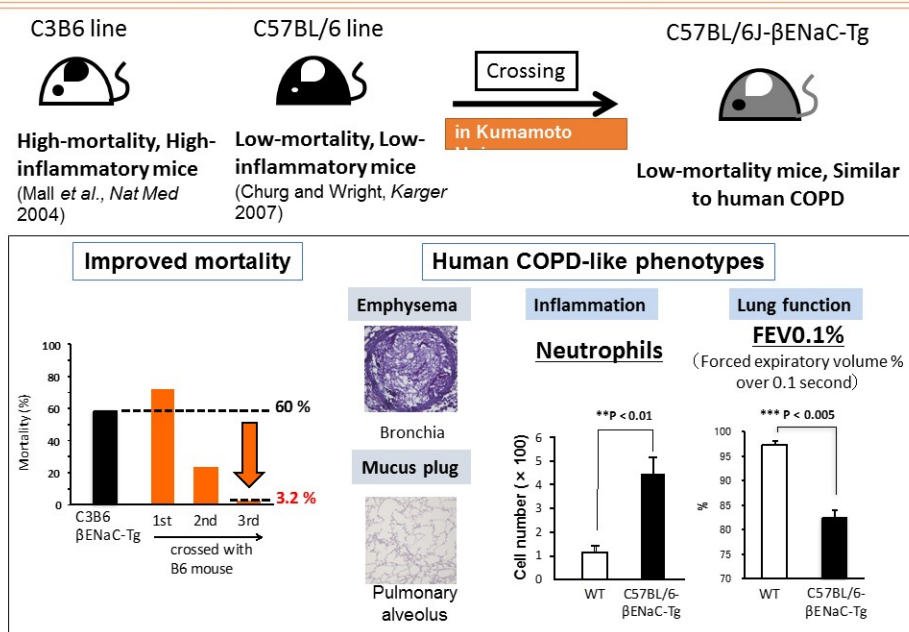 C3B6 line
High-mortality, High-
inflammatory mice
(Mall et al., Nat Med
2004)
C57BL/6 line
Low-mortality, Low-
inflammatory mice
(Churg and Wright, Karger
2007)
Crossing
in Kumamoto
C57BL/6J-βENaC-Tg
Low-mortality mice, Similar
to human COPD
Improved mortality
Mortality (%)
100
80
60
40
20
0
60 %
3.2 %
C3B6
βENaC-Tg
1st
2nd
3rd
crossed with
B6 mouse
Human COPD-like phenotypes
Emphysema
Bronchia
Mucus plug
Pulmonary
alveolus
Inflammation
Neutrophils
**P < 0.01
Cell number (× 100)
6
5
4
3
2
1
0
WT
C57BL/6-
βENaC-Tg
Lung function
FEV0.1%
(Forced expiratory volume %
over 0.1 second)
*** P < 0.005
%
100
95
90
85
80
75
70
WT
C57BL/6-
βENaC-Tg